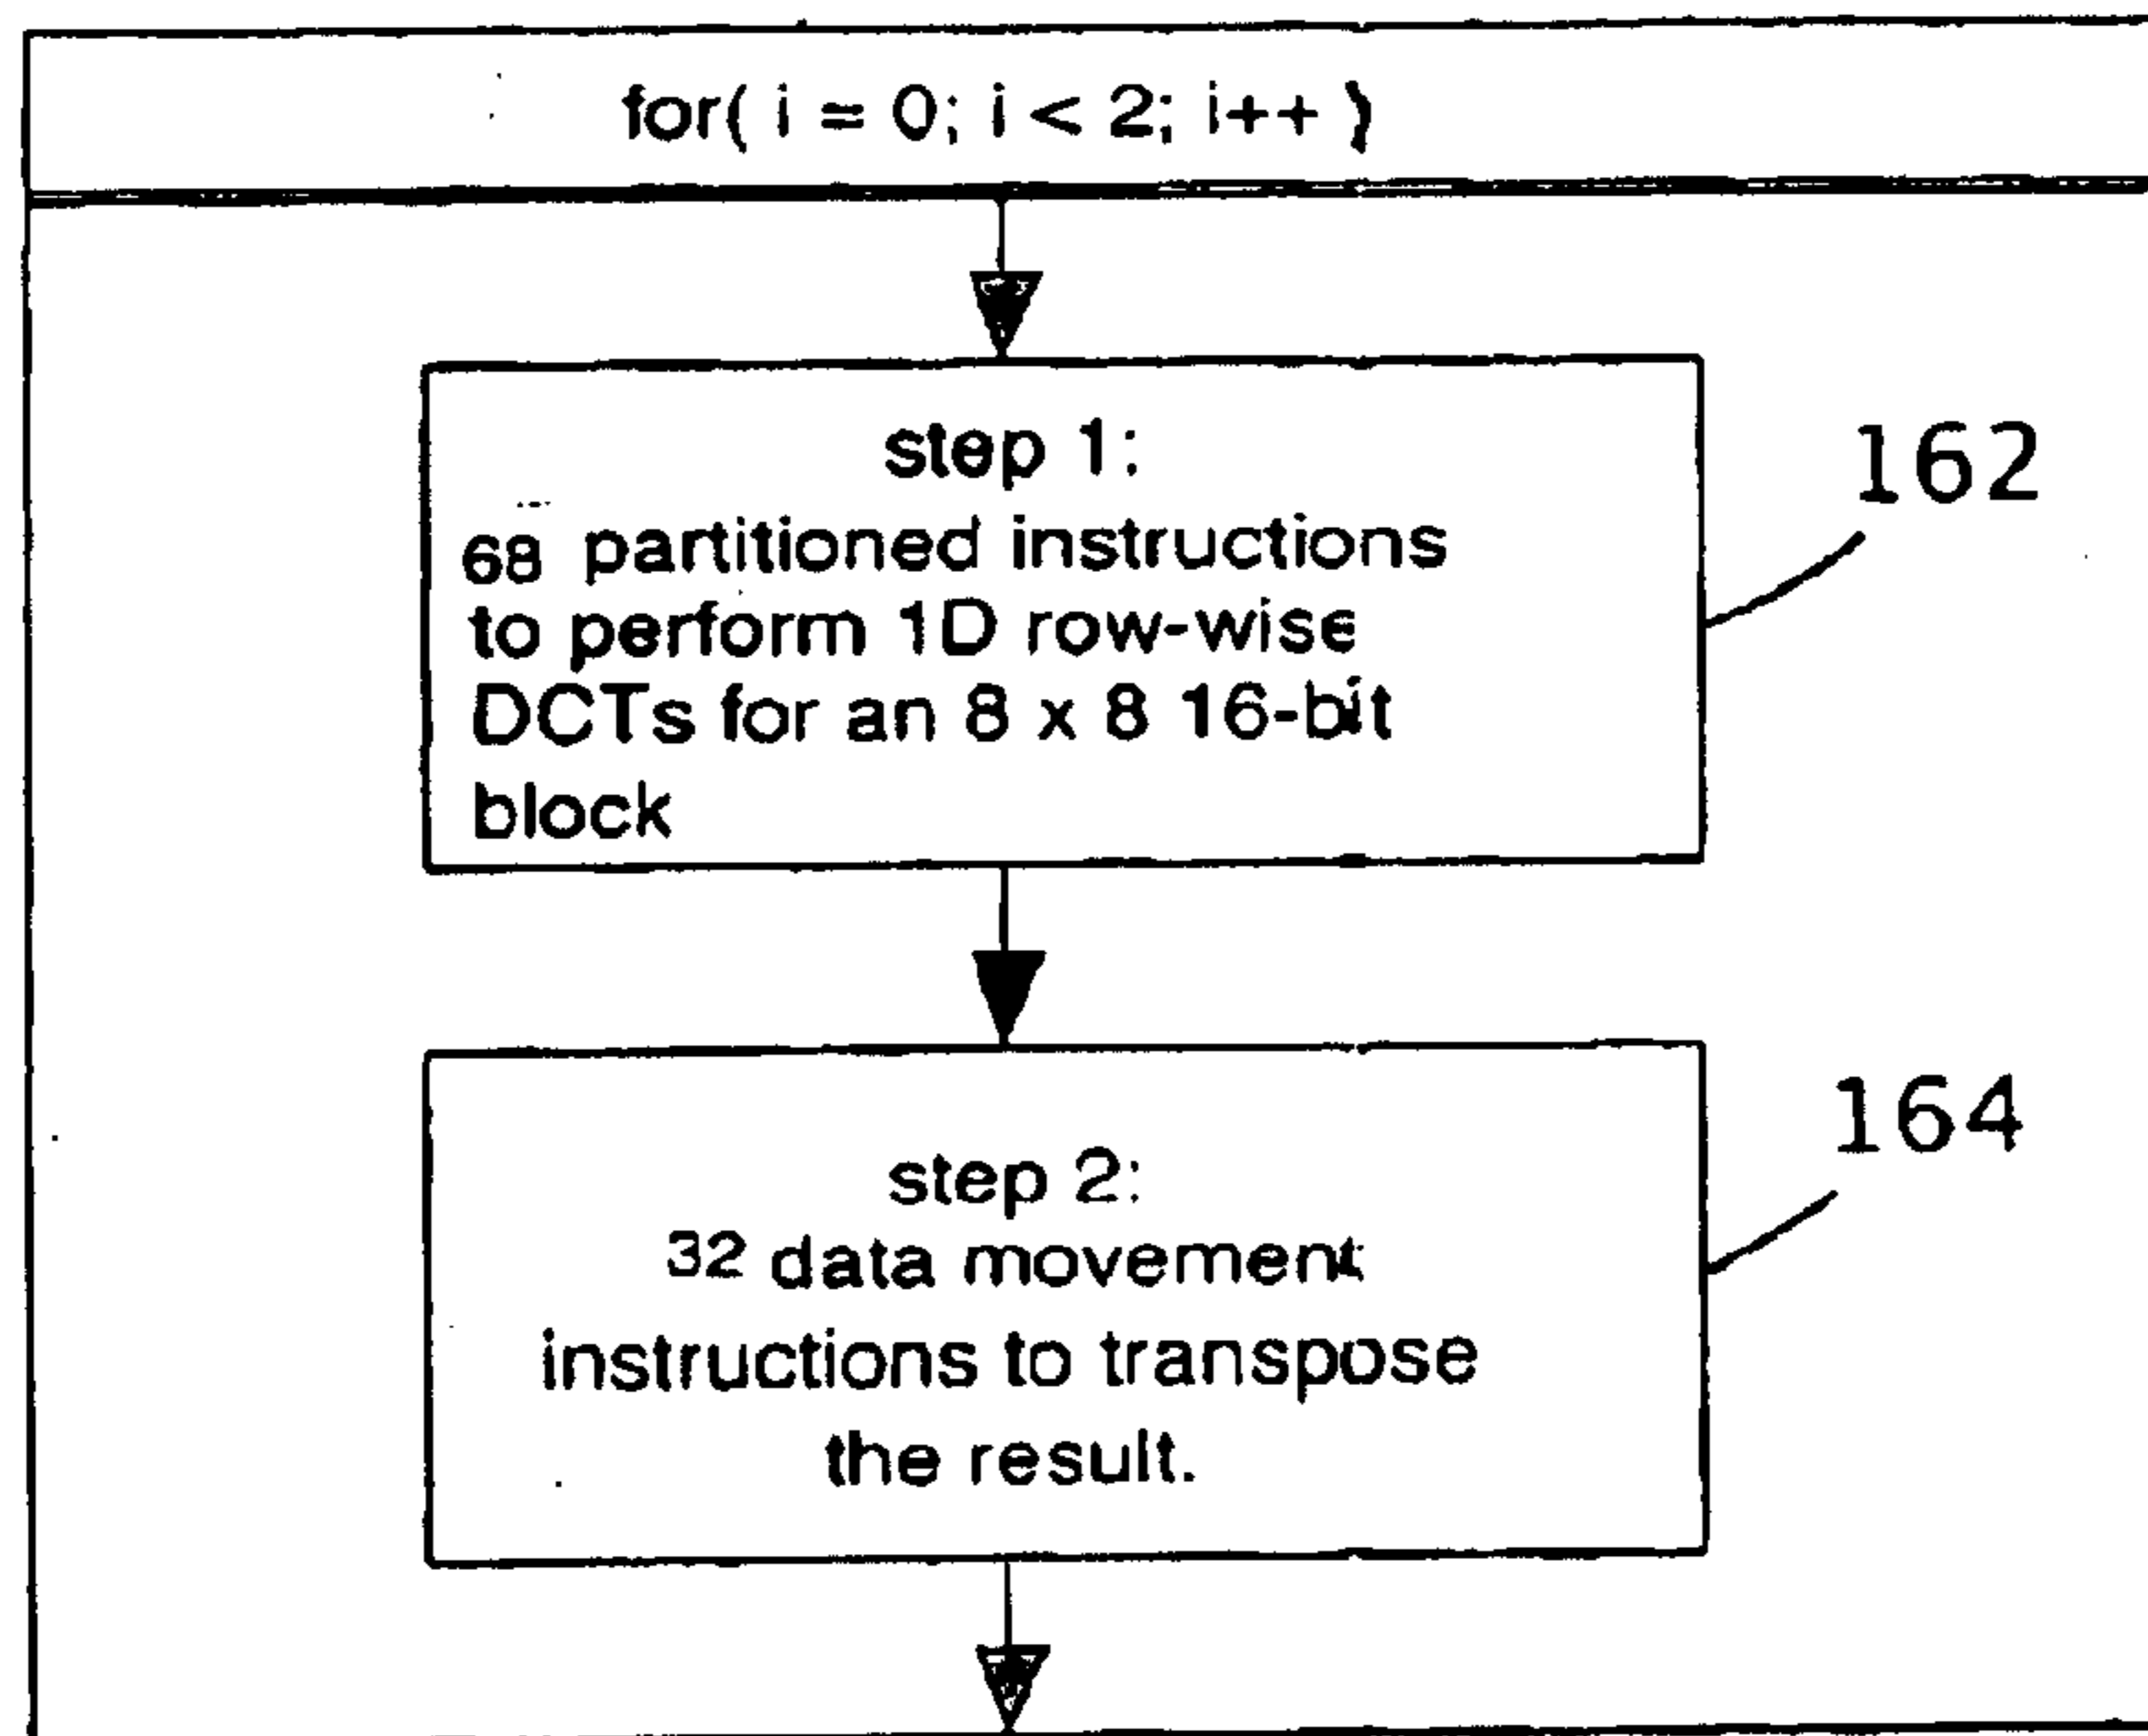 for( i = 0; i < 2; i++ )
step 1:
162
68 partitioned instructions
to perform 1D row-wise
DCTs for an 8 x 8 16-bit
block
164
step 2:
32 data movement
instructions to transpose
the result.